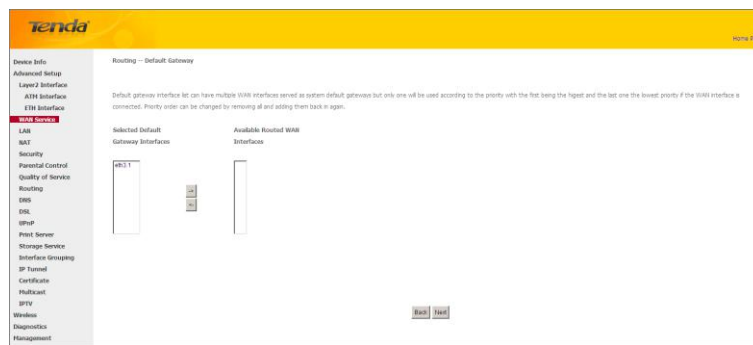 Tenda
Home P
Device Info
Advanced Setup
Layer2 Interface
ATM Interface
ETH Interface
WAN Service
LAN
NAT
Security
Parental Control
Quality of Service
Routing
DNS
DSL
UPnP
Print Server
Storage Service
Interface Grouping
IP Tunnel
Certificate
Multicast
IPTV
Wireless
Diagnostics
Management
Routing -- Default Gateway
Default gateway interface list can have multiple WAN interfaces served as system default gateways but only one will be used according to the priority with the first being the higest and the last one the lowest priority if the WAN interface is
connected. Priority order can be changed by removing all and adding them back in again.
Selected Default
Gateway Interfaces
Available Routed WAN
Interfaces
->
<-
Back Next